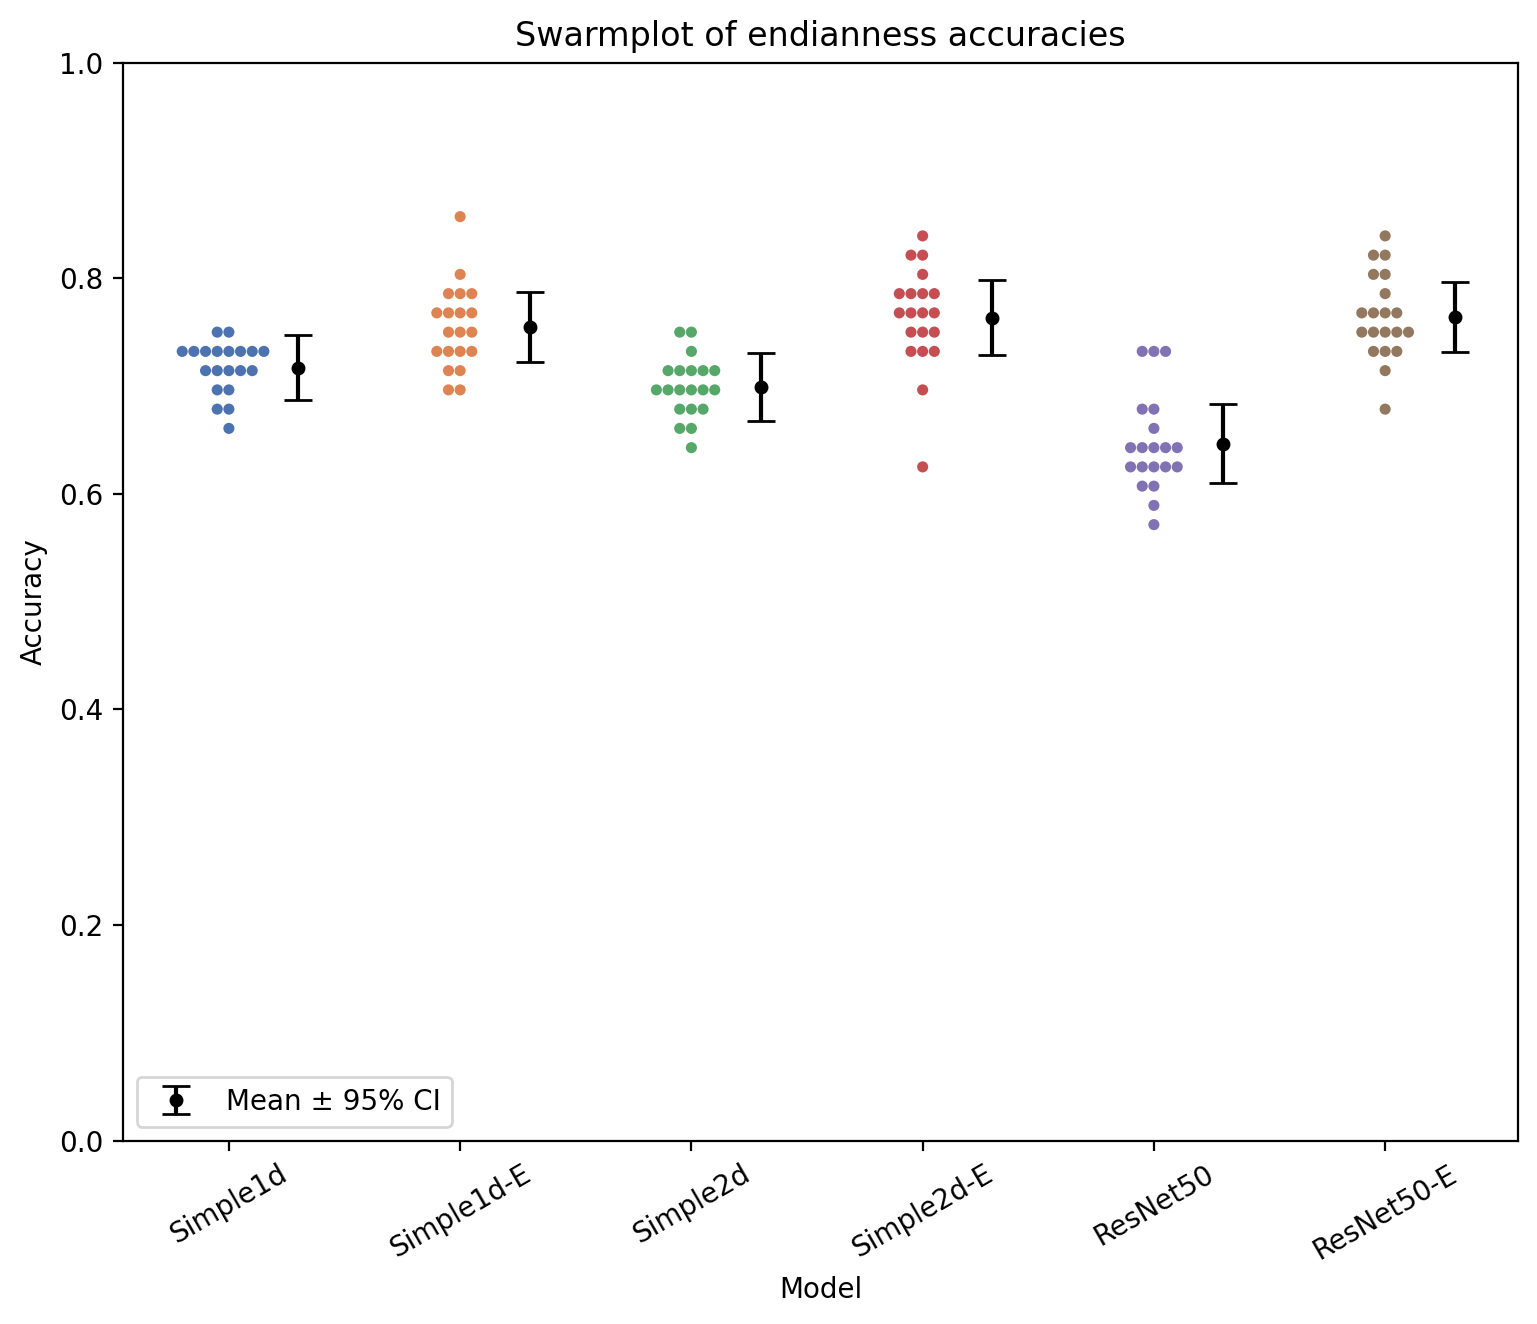 Swarmplot of endianness accuracies
1.0
0.8
0.6
0.4
0.2
0.0
Accuracy
Mean ± 95% CI
Simple1d
Simple1d-E
Simple2d
Simple2d-E
ResNet50
ResNet50-E
Model